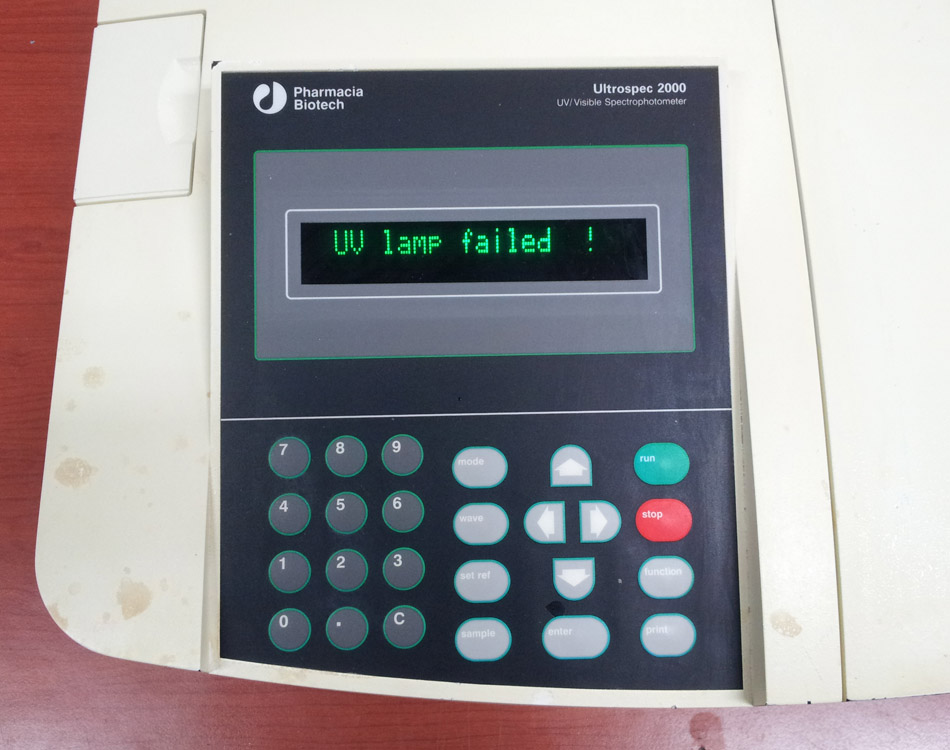 Pharmacia
Biotech
Ultrospec 2000
UV/Visible Spectrophotometer
UV lamp failed !
7 8 9
mode
run
4 5 6
wave
stop
1 2 3
set ref
function
0 . C
sample
enter
print